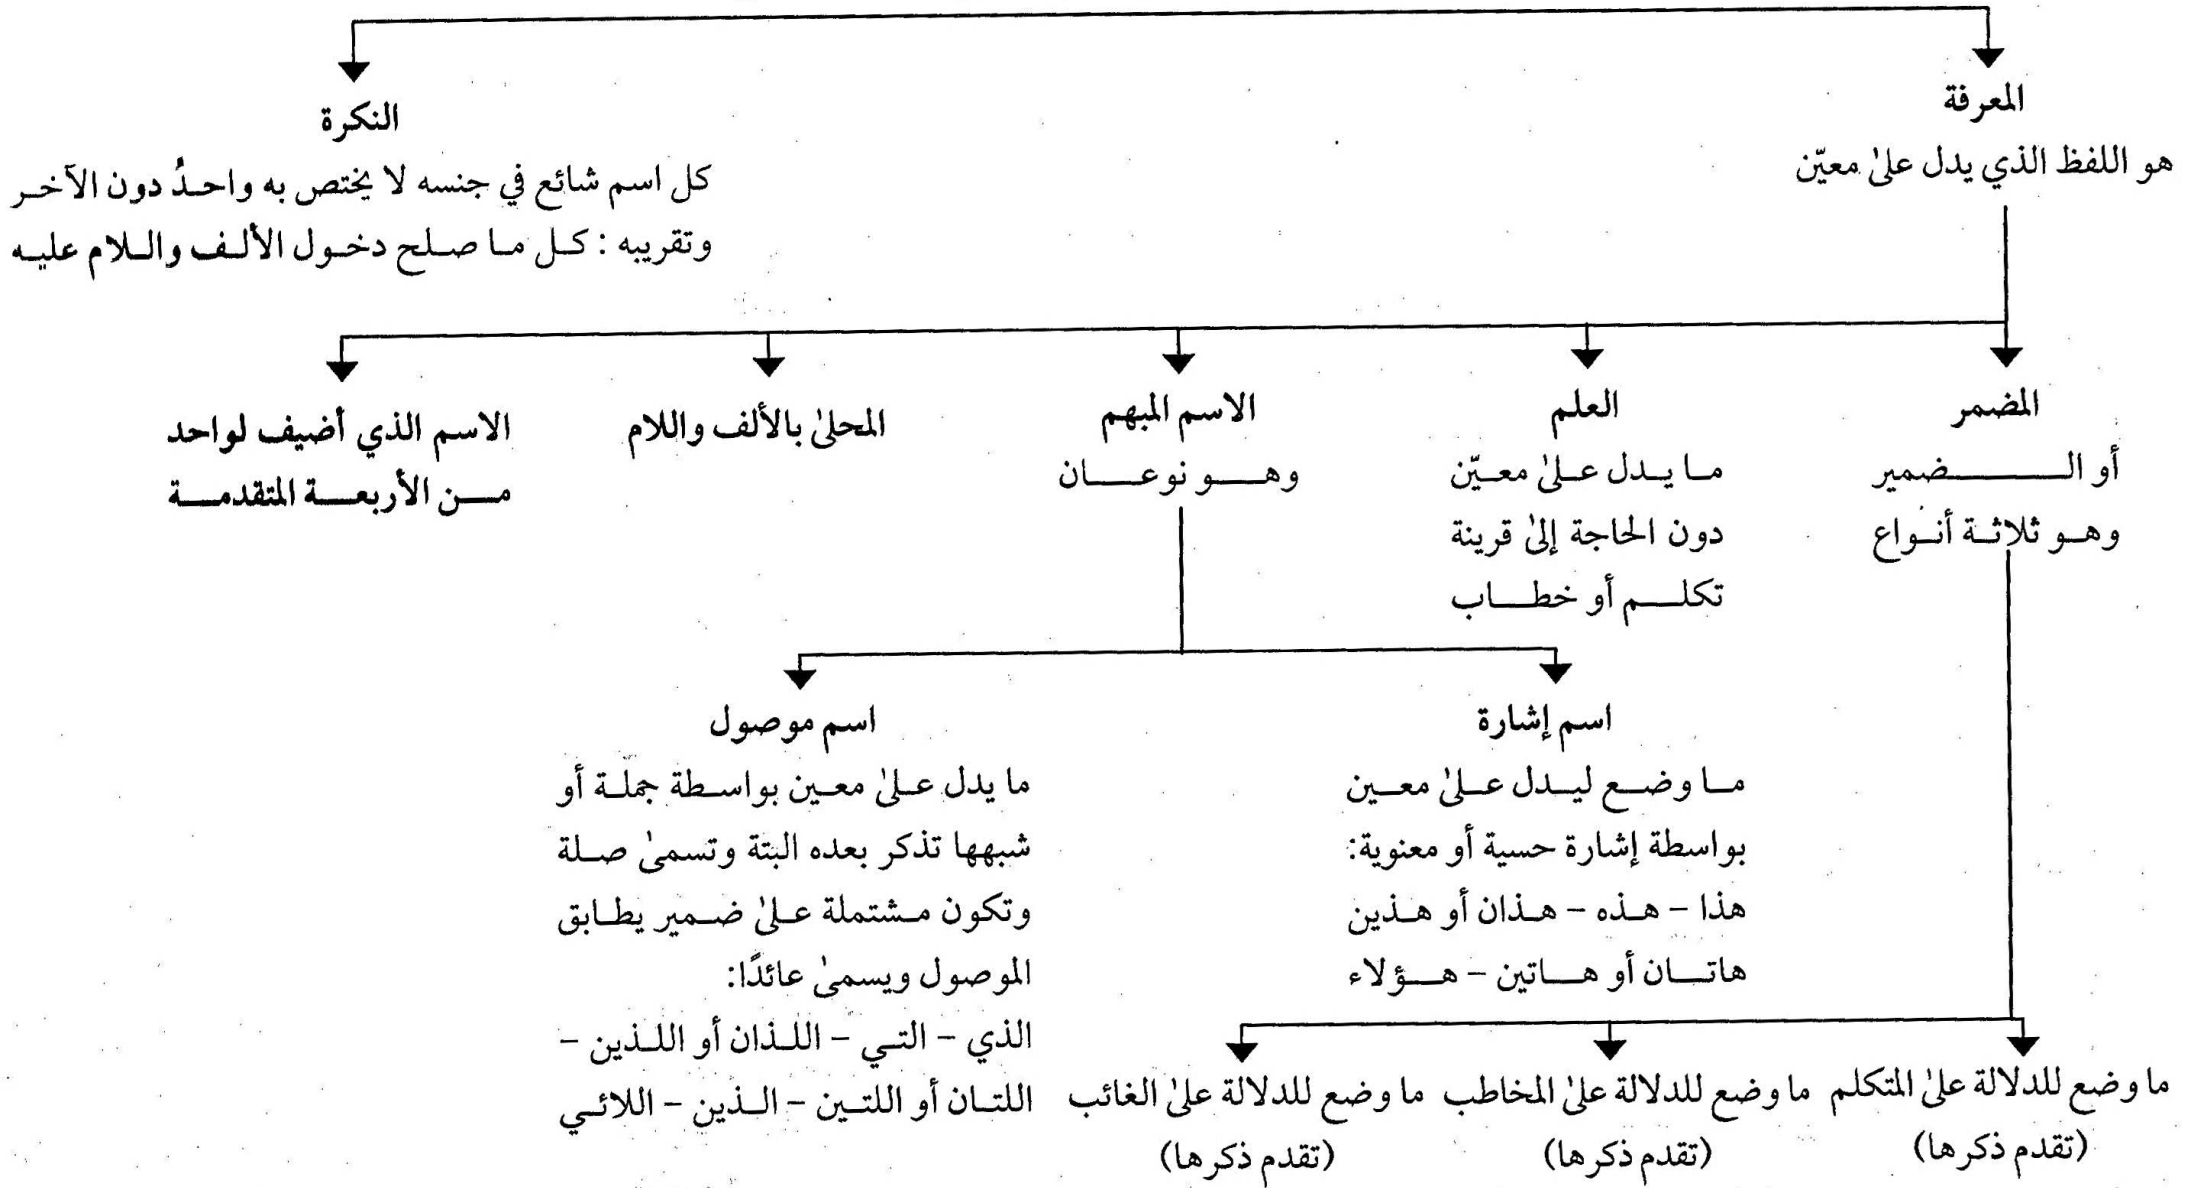 المعرفة
هو اللفظ الذي يدل علىٰ معيّن
النكرة
كل اسم شائع في جنسه لا يختص به واحدٌ دون الآخر
وتقريبه : كل ما صلح دخول الألف واللام عليه
المضمر
أو الضمير
وهو ثلاثة أنواع
العلم
ما يدل علىٰ معيّن
دون الحاجة إلىٰ قرينة
تكلم أو خطاب
الاسم المبهم
وهو نوعان
المحلىٰ بالألف واللام
الاسم الذي أضيف لواحد
من الأربعة المتقدمة
اسم إشارة
ما وضع ليدل علىٰ معين
بواسطة إشارة حسية أو معنوية:
هذا – هذه – هذان أو هذين
هاتان أو هاتين – هؤلاء
اسم موصول
ما يدل علىٰ معين بواسطة جملة أو
شبهها تذكر بعده البتة وتسمىٰ صلة
وتكون مشتملة علىٰ ضمير يطابق
الموصول ويسمىٰ عائدًا:
الذي – التي – اللذان أو اللذين –
اللتان أو اللتين – الذين – اللائي
ما وضع للدلالة علىٰ المتكلم
(تقدم ذكرها)
ما وضع للدلالة علىٰ المخاطب
(تقدم ذكرها)
ما وضع للدلالة علىٰ الغائب
(تقدم ذكرها)